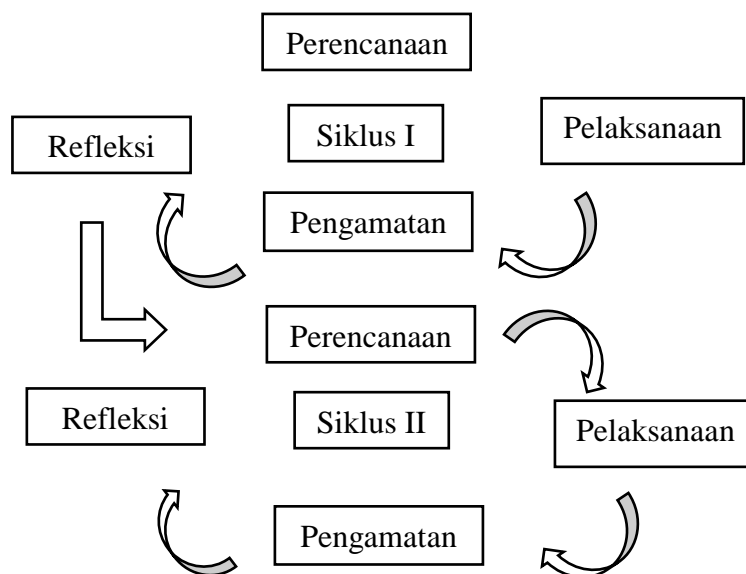 Perencanaan
Refleksi
Siklus I
Pelaksanaan
Pengamatan
Perencanaan
Refleksi
Siklus II
Pelaksanaan
Pengamatan